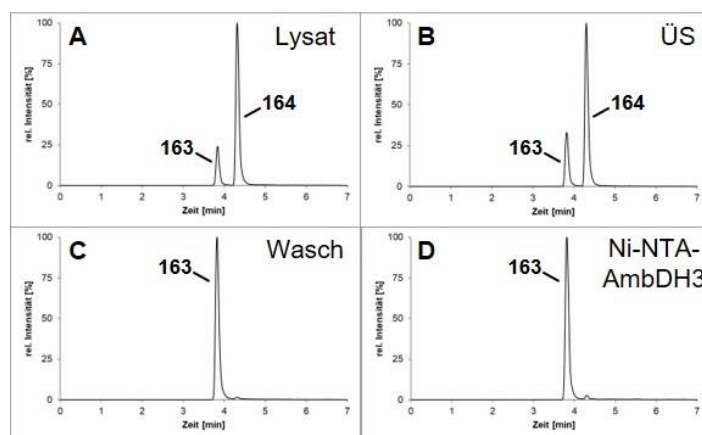 A
Lysat
rel. Intensität [%]
100
75
50
25
0
163
164
0 1 2 3 4 5 6 7
Zeit [min]
B
ÜS
rel. Intensität [%]
100
75
50
25
0
163
164
0 1 2 3 4 5 6 7
Zeit [min]
C
Wasch
rel. Intensität [%]
100
75
50
25
0
163
0 1 2 3 4 5 6 7
Zeit [min]
D
Ni-NTA-
AmbDH3
rel. Intensität [%]
100
75
50
25
0
163
0 1 2 3 4 5 6 7
Zeit [min]